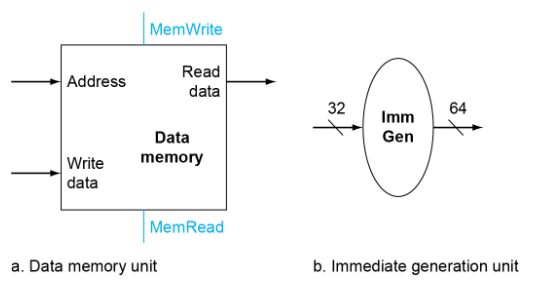 MemWrite
Address
Read
data
Data
memory
Write
data
MemRead
a. Data memory unit
32
Imm
Gen
64
b. Immediate generation unit